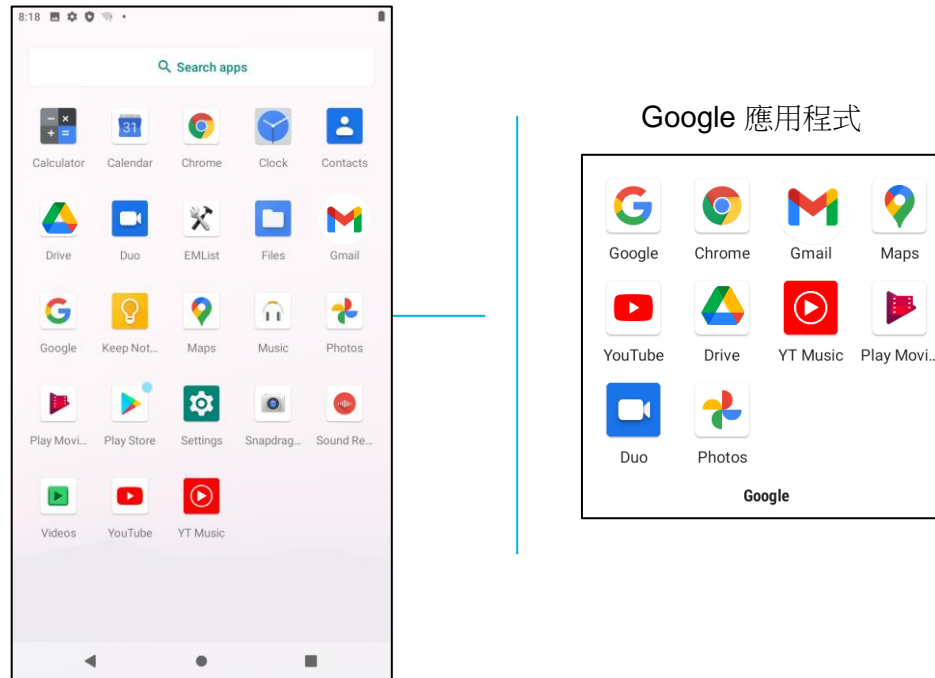 8:18
Search apps
Calculator Calendar Chrome Clock Contacts
31
Drive Duo EMList Files Gmail
Google Keep Not... Maps Music Photos
Play Movi... Play Store Settings Snapdrag... Sound Re...
Videos YouTube YT Music
Google 應用程式
Google Chrome Gmail Maps
YouTube Drive YT Music Play Movi...
Duo Photos
Google